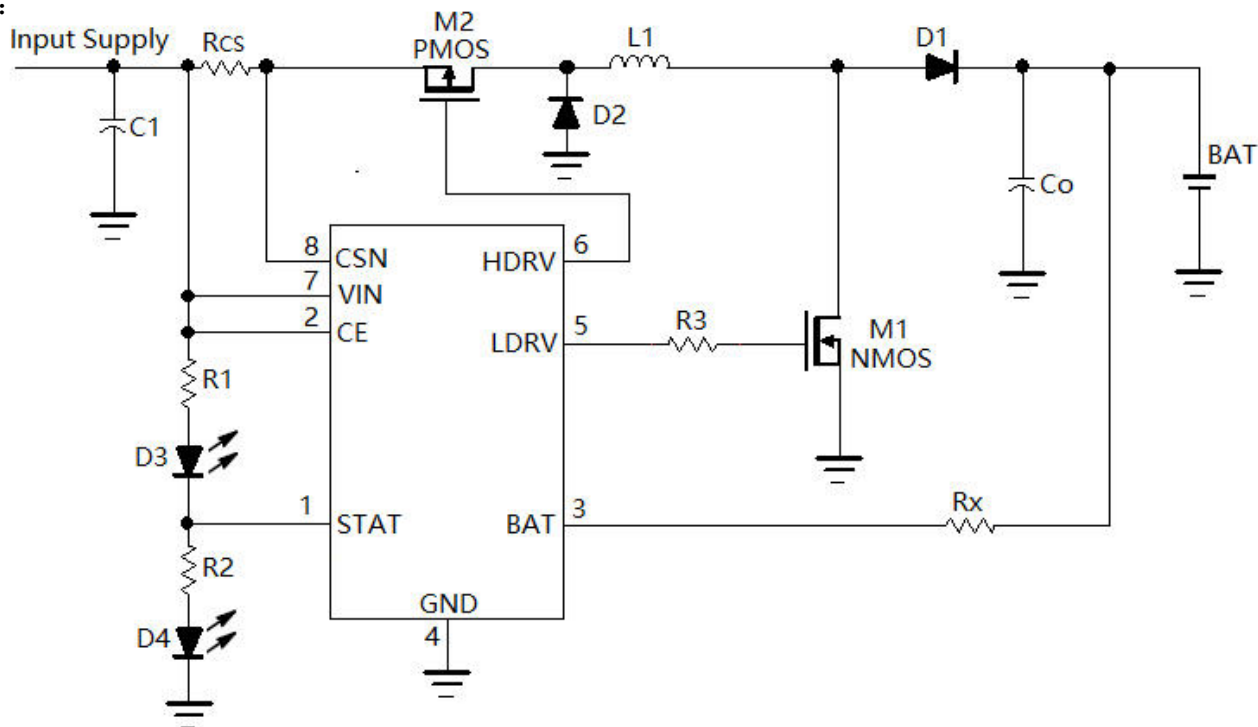 :
Input Supply
RCS
M2
PMOS
L1
D1
C1
D2
BAT
Co
8
CSN
HDRV
6
7
VIN
2
CE
LDRV
5
R3
M1
NMOS
R1
D3
1
STAT
BAT
3
Rx
R2
GND
4
D4